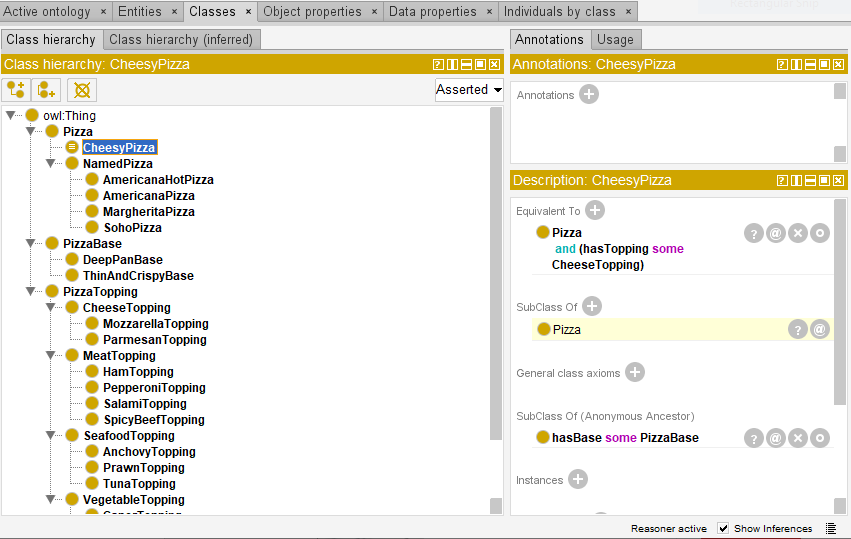 Active ontology × Entities × Classes × Object properties × Data properties × Individuals by class ×
Class hierarchy Class hierarchy (inferred)
Class hierarchy: CheesyPizza
Asserted
owl:Thing
Pizza
CheesyPizza
NamedPizza
AmericanaHotPizza
AmericanaPizza
MargheritaPizza
SohoPizza
PizzaBase
DeepPanBase
ThinAndCrispyBase
PizzaTopping
CheeseTopping
MozzarellaTopping
ParmesanTopping
MeatTopping
HamTopping
PepperoniTopping
SalamiTopping
SpicyBeefTopping
SeafoodTopping
AnchovyTopping
PrawnTopping
TunaTopping
VegetableTopping
Annotations Usage
Annotations: CheesyPizza
Annotations
Description: CheesyPizza
Equivalent To
Pizza
and (hasTopping some
CheeseTopping)
SubClass Of
Pizza
General class axioms
SubClass Of (Anonymous Ancestor)
hasBase some PizzaBase
Instances
Reasoner active Show Inferences